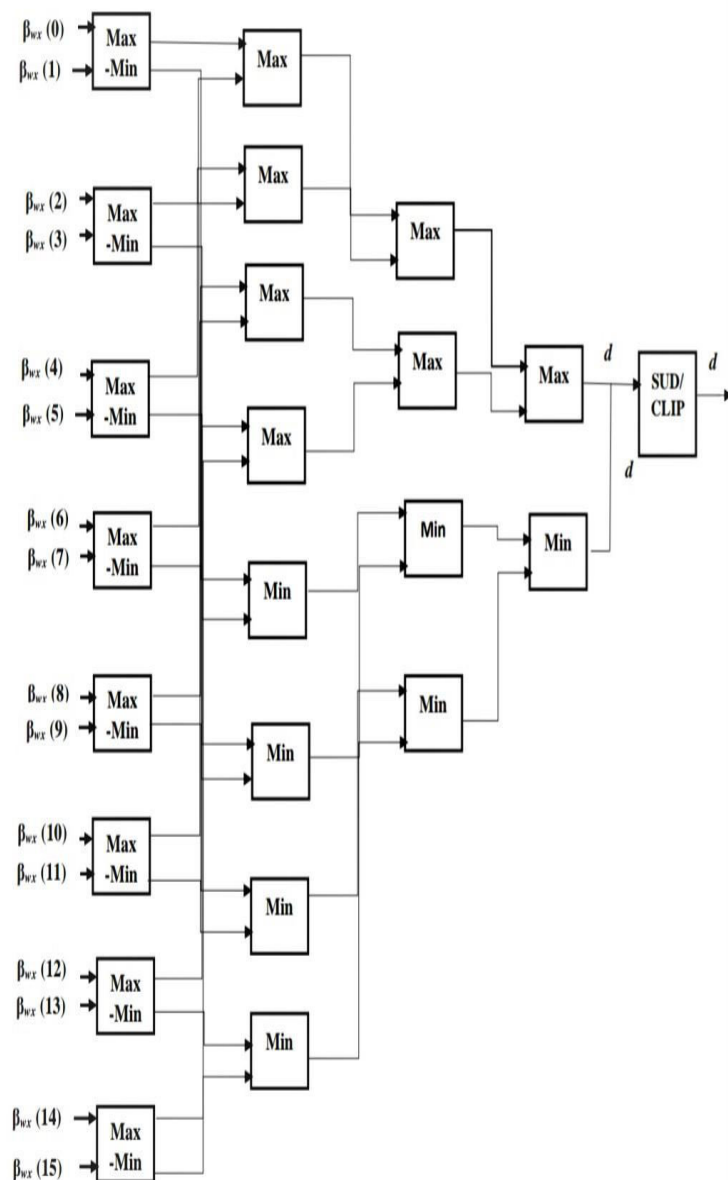 βwx (0)
βwx (1)
Max
-Min
βwx (2)
βwx (3)
Max
-Min
βwx (4)
βwx (5)
Max
-Min
βwx (6)
βwx (7)
Max
-Min
βwx (8)
βwx (9)
Max
-Min
βwx (10)
βwx (11)
Max
-Min
βwx (12)
βwx (13)
Max
-Min
βwx (14)
βwx (15)
Max
-Min
Max
Max
Max
Max
Min
Min
Min
Min
Max
Max
Min
Min
Max
Min
d
d
SUD/
CLIP
d